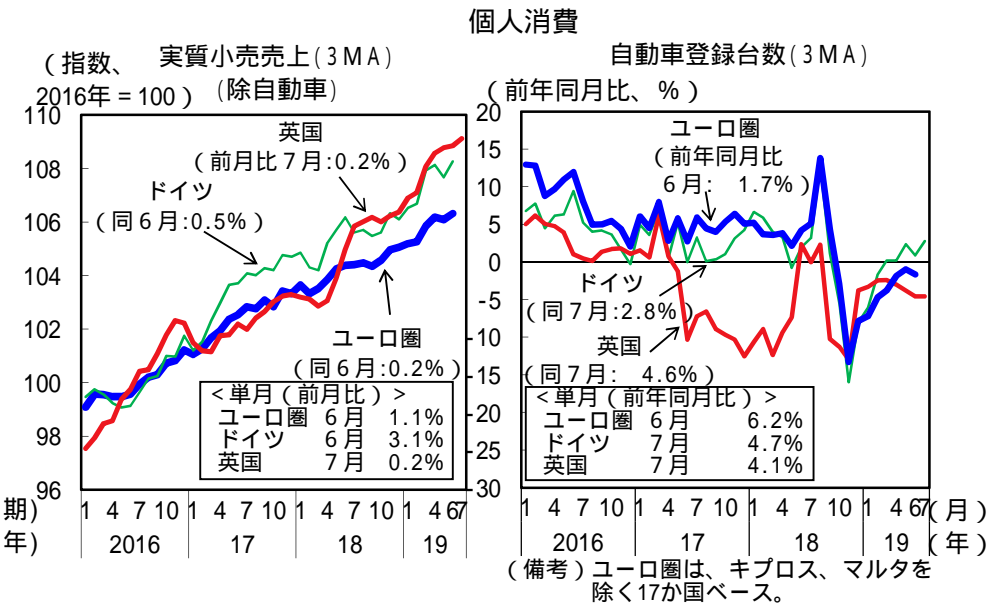 個人消費
実質小売売上(3MA)
(除自動車)
(指数、
2016年=100)
110
108
106
104
102
100
98
96
英国
(前月比7月:0.2%)
ドイツ
(同6月:0.5%)
ユーロ圏
(同6月:0.2%)
<単月(前月比)>
ユーロ圏 6月 1.1%
ドイツ 6月 3.1%
英国 7月 0.2%
期) 1 4 7 10 1 4 7 10 1 4 7 10 1 4 67
年) 2016 17 18 19
自動車登録台数(3MA)
(前年同月比、%)
20
15
10
5
0
-5
10
15
20
25
30
-5
-10
-15
-20
-25
ユーロ圏
(前年同月比
6月: 1.7%)
ドイツ
(同7月:2.8%)
英国
(同7月: 4.6%)
<単月(前年同月比)>
ユーロ圏 6月 6.2%
ドイツ 7月 4.7%
英国 7月 4.1%
1 4 7 10 1 4 7 10 1 4 7 10 1 4 67(月)
2016 17 18 19 (年)
(備考)ユーロ圏は、キプロス、マルタを
除く17か国ベース。